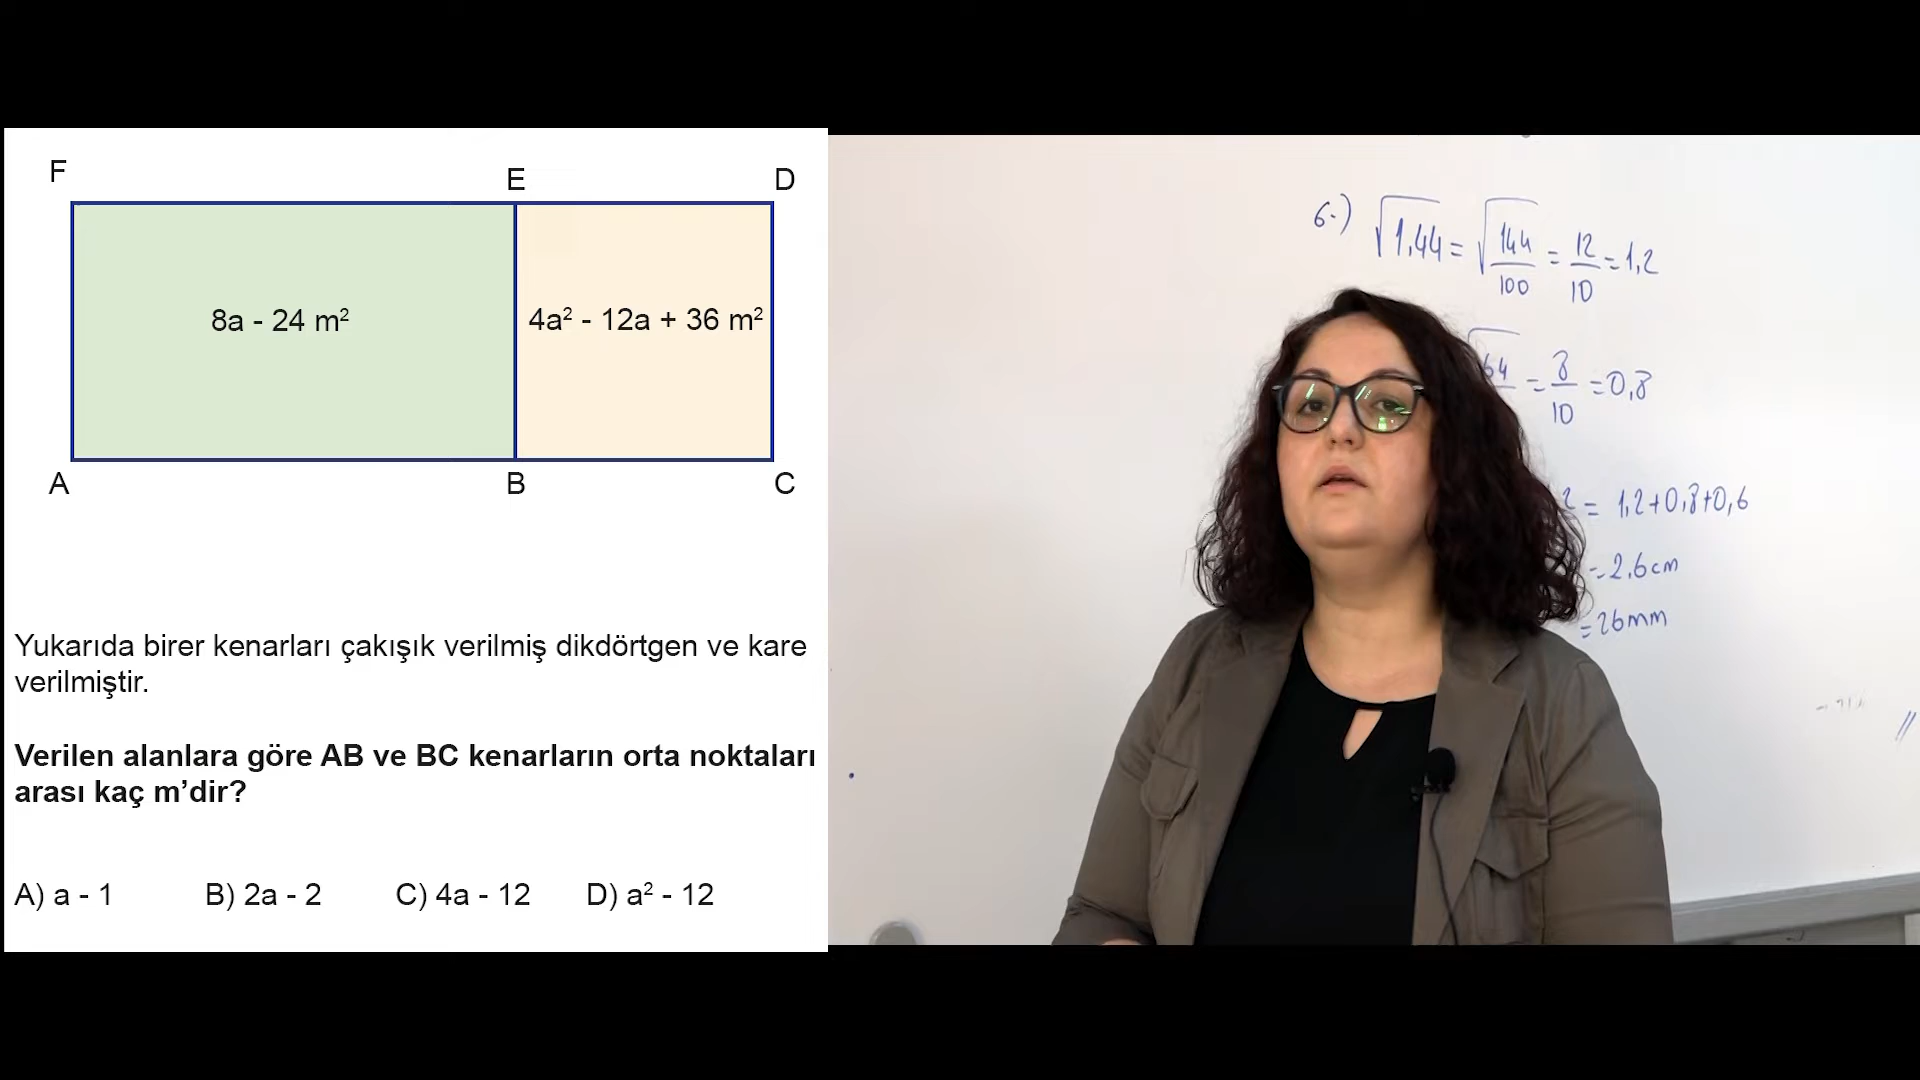 F
E
D
8a - 24 m²
4a² - 12a + 36 m²
A
B
C
Yukarıda birer kenarları çakışık verilmiş dikdörtgen ve kare
verilmiştir.
Verilen alanlara göre AB ve BC kenarların orta noktaları
arası kaç m’dir?
A) a - 1 B) 2a - 2 C) 4a - 12 D) a² - 12
6-) √1,44 = √144/100 = 12/10 = 1,2
64 = 8/10 = 0,8
= 1,2+0,8+0,6
= 2,6cm
= 26mm